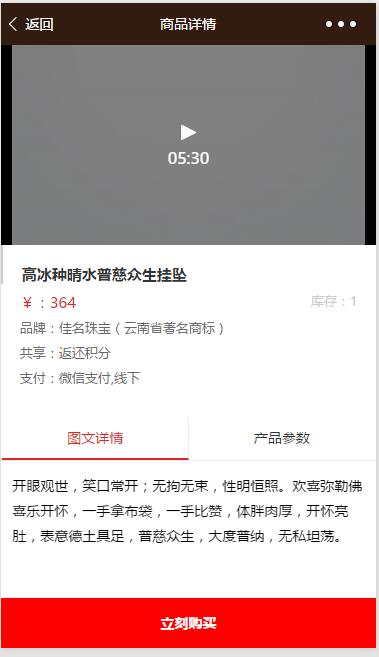 返回
商品详情
05:30
高冰种晴水普慈众生挂坠
￥：364
库存：1
品牌：佳名珠宝（云南省著名商标）
共享：返还积分
支付：微信支付,线下
图文详情
产品参数
开眼观世，笑口常开；无拘无束，性明恒照。欢喜弥勒佛
喜乐开怀，一手拿布袋，一手比赞，体胖肉厚，开怀亮
肚，表意德土具足，普慈众生，大度普纳，无私坦荡。
立刻购买